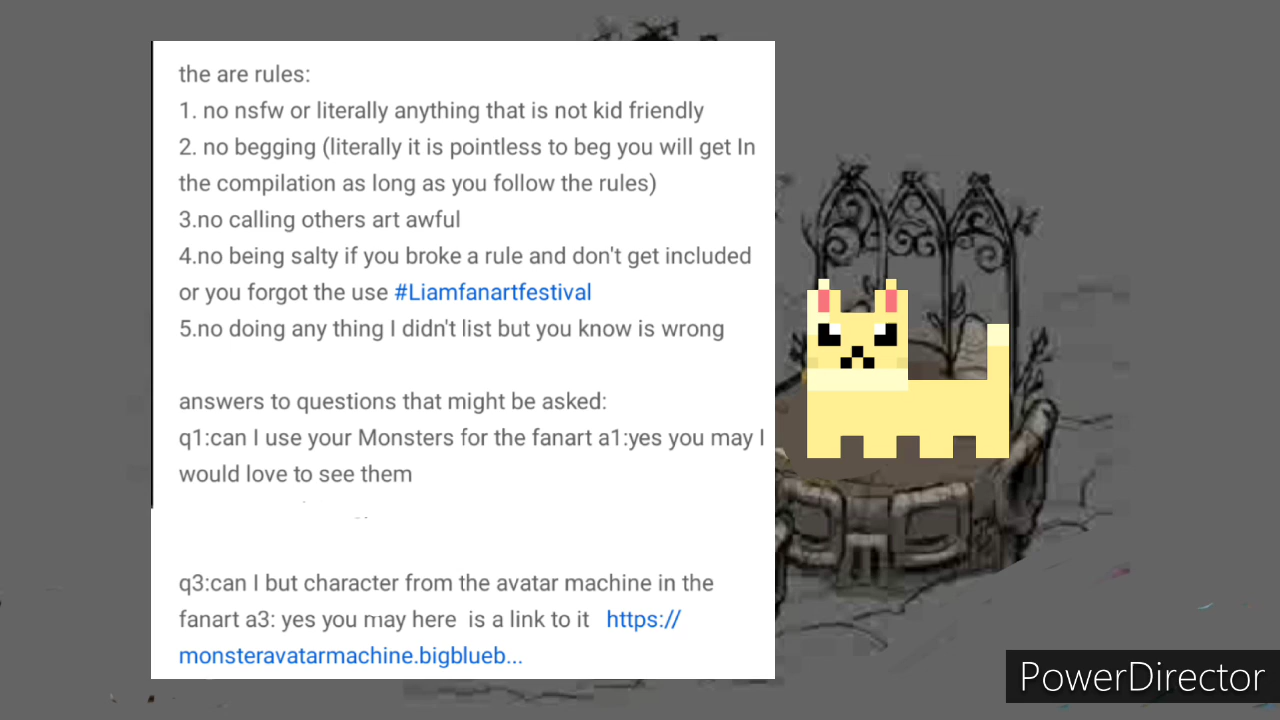 the are rules:
1. no nsfw or literally anything that is not kid friendly
2. no begging (literally it is pointless to beg you will get In
the compilation as long as you follow the rules)
3.no calling others art awful
4.no being salty if you broke a rule and don't get included
or you forgot the use #Liamfanartfestival
5.no doing any thing I didn't list but you know is wrong
answers to questions that might be asked:
q1:can I use your Monsters for the fanart a1:yes you may I
would love to see them
q3:can I but character from the avatar machine in the
fanart a3: yes you may here is a link to it https://
monsteravatarmachine.bigblueb...
PowerDirector